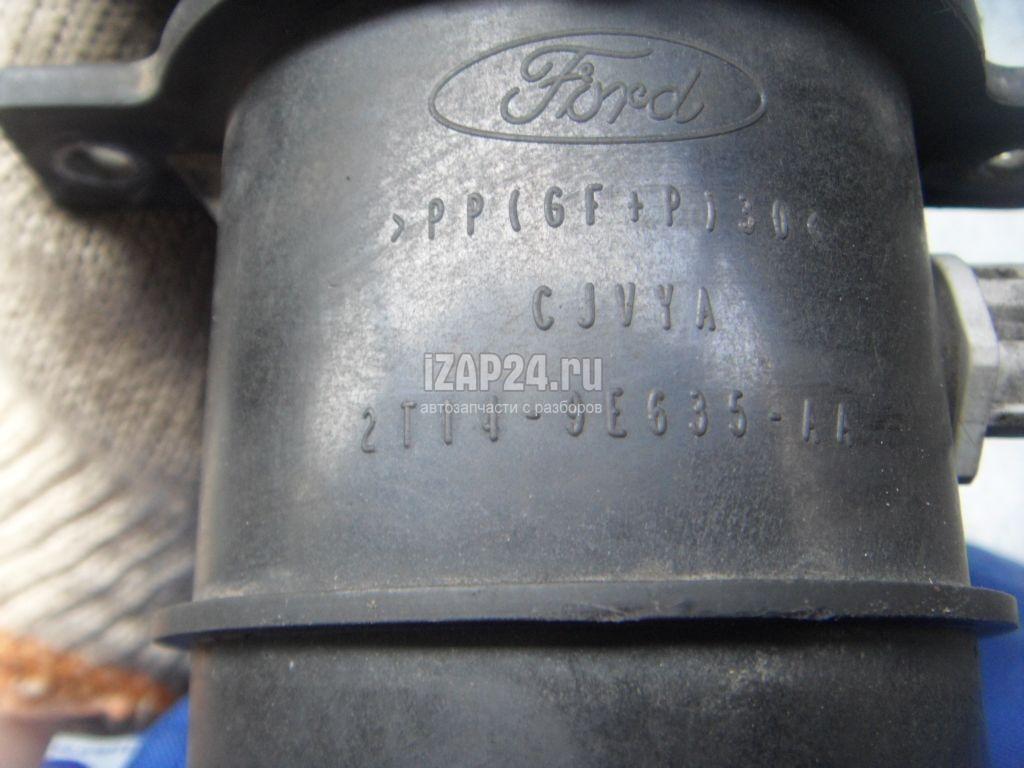 Ford
>PP(GF+P)30<
CJVYA
iZAP24.ru
автозапчасти с разборов
2T14-9E635-AA